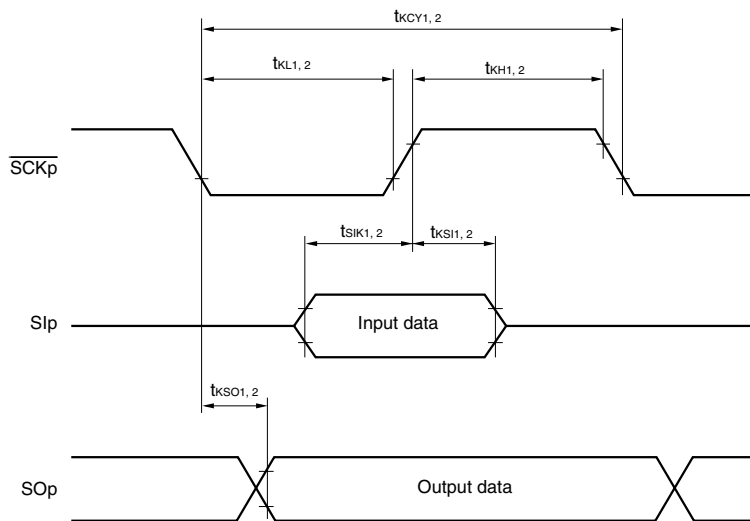 tKCY1, 2
tKL1, 2
tKH1, 2
SCKp
tSIK1, 2
tKSI1, 2
SIp
Input data
tKSO1, 2
SOp
Output data